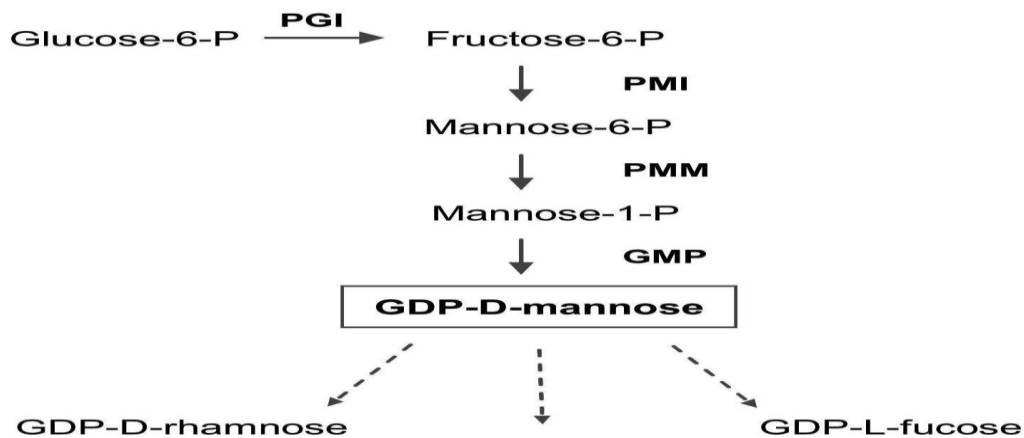 PGI
Glucose-6-P Fructose-6-P
PMI
Mannose-6-P
PMM
Mannose-1-P
GMP
GDP-D-mannose
GDP-D-rhamnose GDP-L-fucose